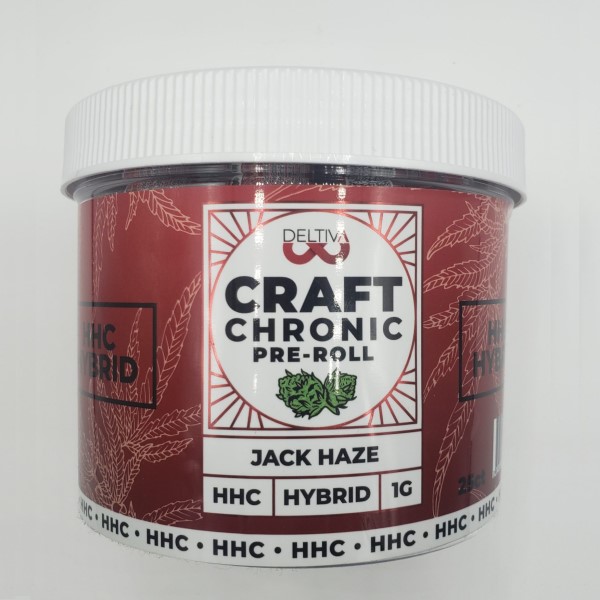 DELTIVA
CRAFT
CHRONIC
PRE-ROLL
JACK HAZE
HHC HYBRID 1G
HHC
HYBRID
HHC • HHC • HHC • HHC • HHC • HHC • HHC • HHC